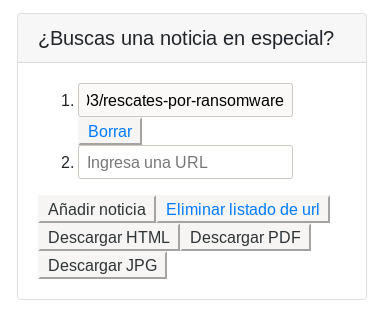 ¿Buscas una noticia en especial?
1. 03/rescates-por-ransomware
Borrar
2. Ingresa una URL
Añadir noticia Eliminar listado de url
Descargar HTML Descargar PDF
Descargar JPG